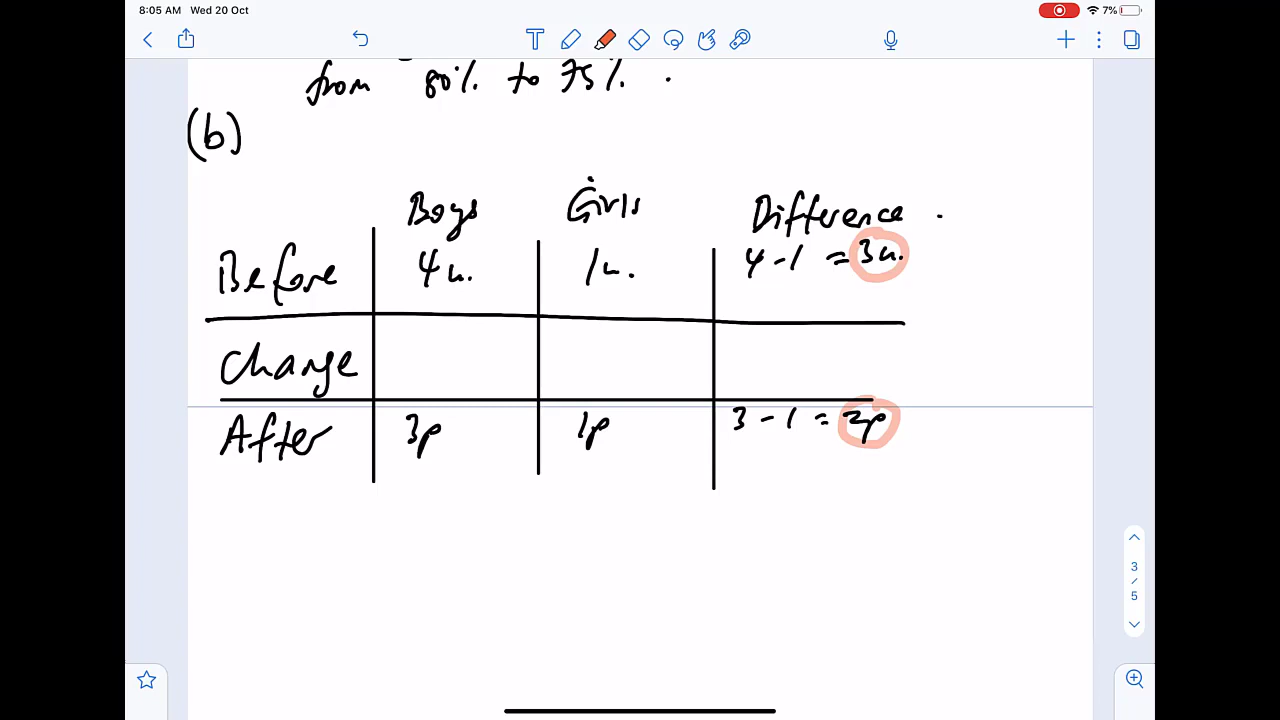 8:05 AM Wed 20 Oct 7%
from 80% to 75% .
(b)
Boys Girls Difference .
Before 4u. 1u. 4 - 1 = 3u.
Change
After 3p 1p 3 - 1 = 2p
3
/
5